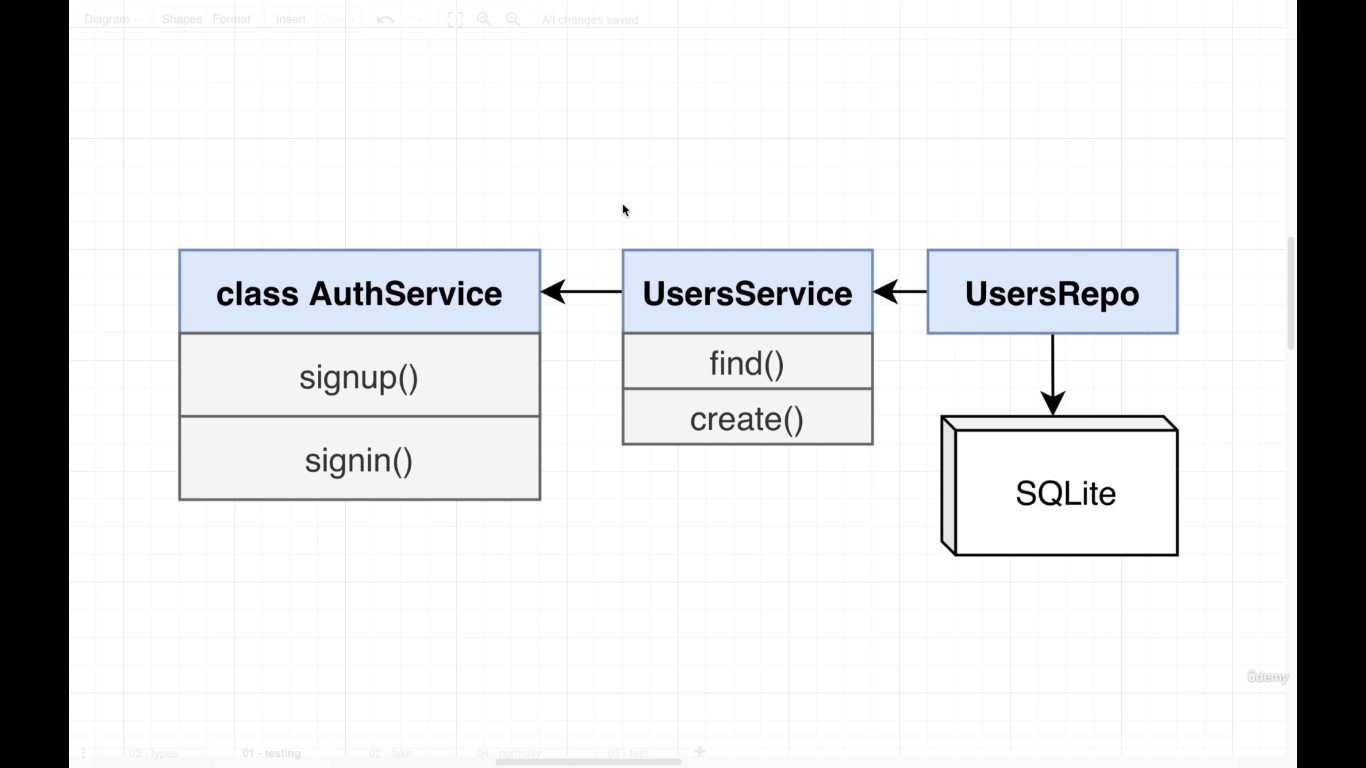 Diagram Shapes Format Insert Delete All changes saved
class AuthService
UsersService
UsersRepo
signup()
signin()
find()
create()
SQLite
ûdemy
03 - types 01 - testing 02 - fake 04 - normally 05 - test